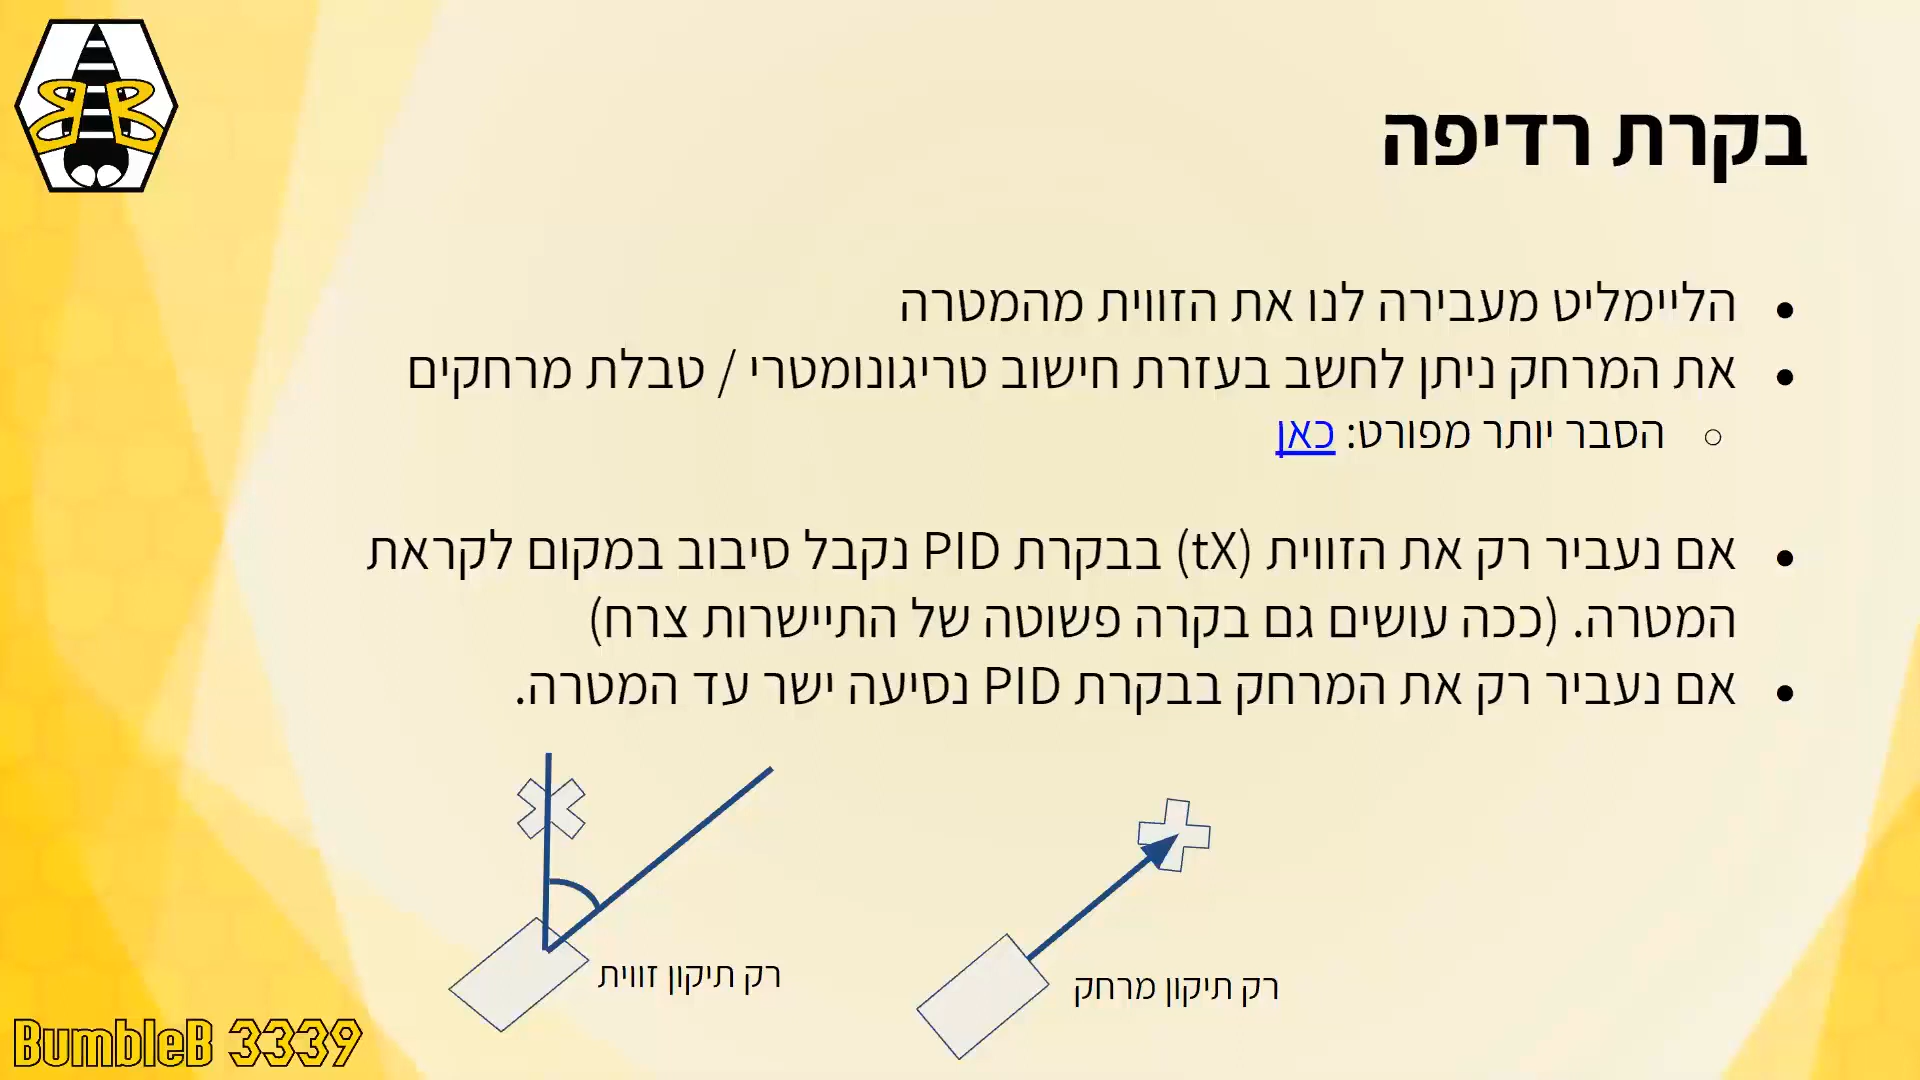 בקרת רדיפה
הליימליט מעבירה לנו את הזווית מהמטרה
את המרחק ניתן לחשב בעזרת חישוב טריגונומטרי / טבלת מרחקים
הסבר יותר מפורט: כאן
אם נעביר רק את הזווית (tX) בבקרת PID נקבל סיבוב במקום לקראת
המטרה. (ככה עושים גם בקרה פשוטה של התיישרות צרח)
אם נעביר רק את המרחק בבקרת PID נסיעה ישר עד המטרה.
רק תיקון זווית
רק תיקון מרחק
BumbleB 3339